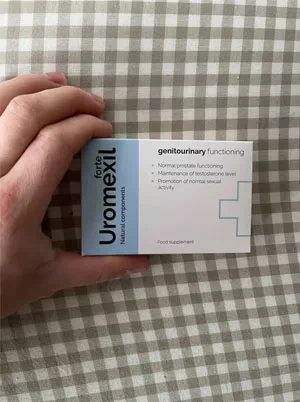 Uromexil
forte
Natural components
genitourinary functioning
Normal prostate functioning
Maintenance of testosterone level
Promotion of normal sexual
activity
Food supplement